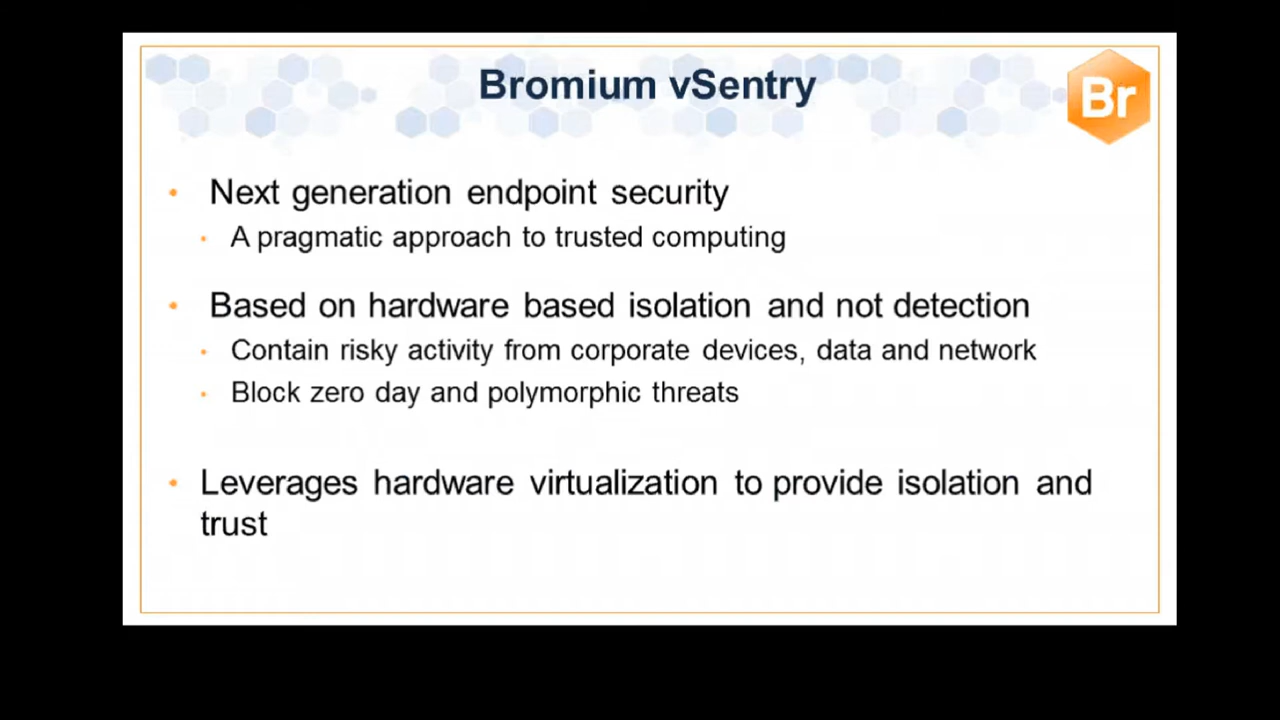 Bromium vSentry
Br
• Next generation endpoint security
• A pragmatic approach to trusted computing
• Based on hardware based isolation and not detection
• Contain risky activity from corporate devices, data and network
• Block zero day and polymorphic threats
• Leverages hardware virtualization to provide isolation and
trust